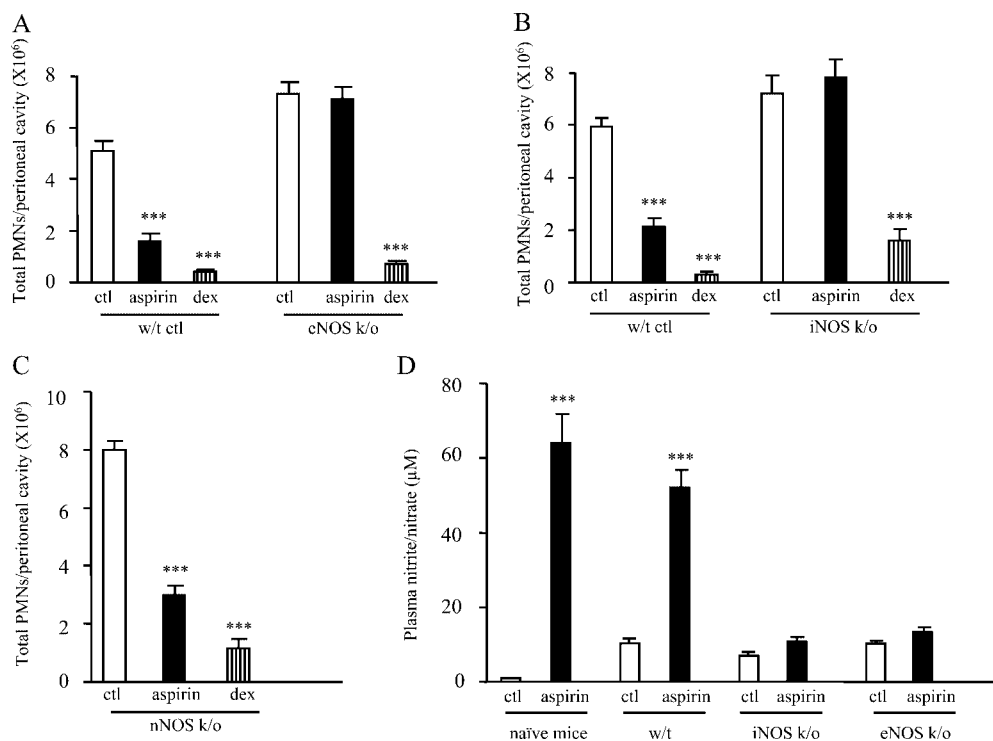 A
Total PMNs/peritoneal cavity (X10⁶)
8
6
4
2
0
***
***
***
ctl aspirin dex ctl aspirin dex
w/t ctl eNOS k/o
B
Total PMNs/peritoneal cavity (X10⁶)
8
6
4
2
0
***
***
***
ctl aspirin dex ctl aspirin dex
w/t ctl iNOS k/o
C
Total PMNs/peritoneal cavity (X10⁶)
10
8
4
2
0
***
***
ctl aspirin dex
nNOS k/o
D
Plasma nitrite/nitrate (µM)
80
60
40
20
0
***
***
ctl aspirin ctl aspirin ctl aspirin ctl aspirin
naïve mice w/t iNOS k/o eNOS k/o